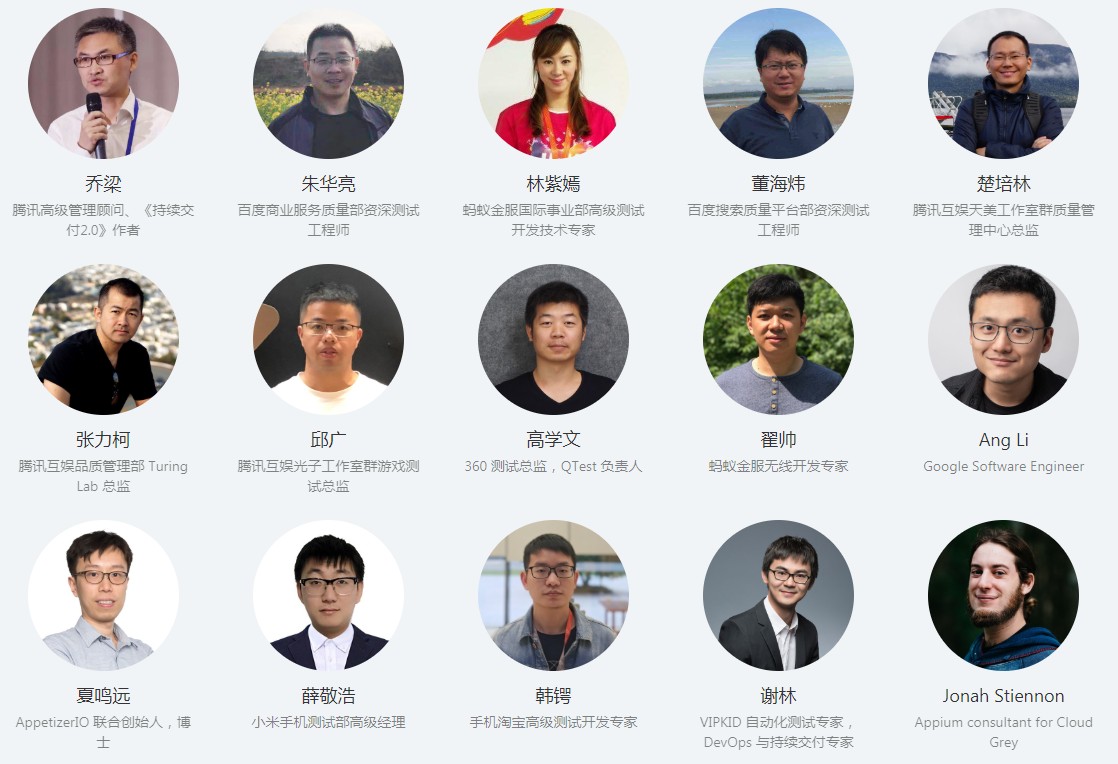 乔梁
朱华亮
林紫嫣
董海炜
楚培林
腾讯高级管理顾问、《持续交
付2.0》作者
百度商业服务质量部资深测试
工程师
蚂蚁金服国际事业部高级测试
开发技术专家
百度搜索质量平台部资深测试
工程师
腾讯互娱天美工作室群质量管
理中心总监
张力柯
邱广
高学文
翟帅
Ang Li
腾讯互娱品质管理部 Turing
Lab 总监
腾讯互娱光子工作室群游戏测
试总监
360 测试总监，QTest 负责人
蚂蚁金服无线开发专家
Google Software Engineer
夏鸣远
薛敬浩
韩锷
谢林
Jonah Stiennon
AppetizerIO 联合创始人，博
士
小米手机测试部高级经理
手机淘宝高级测试开发专家
VIPKID 自动化测试专家，
DevOps 与持续交付专家
Appium consultant for Cloud
Grey